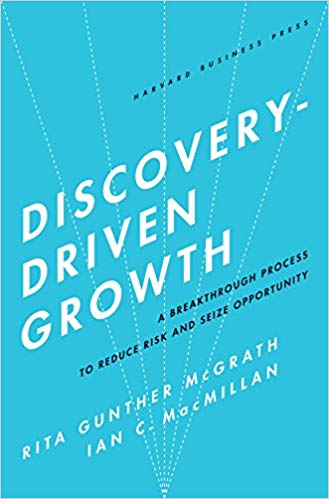 HARVARD BUSINESS PRESS
DISCOVERY-
DRIVEN
GROWTH
A BREAKTHROUGH PROCESS
TO REDUCE RISK AND SEIZE OPPORTUNITY
RITA GUNTHER McGRATH
IAN C. MacMILLAN